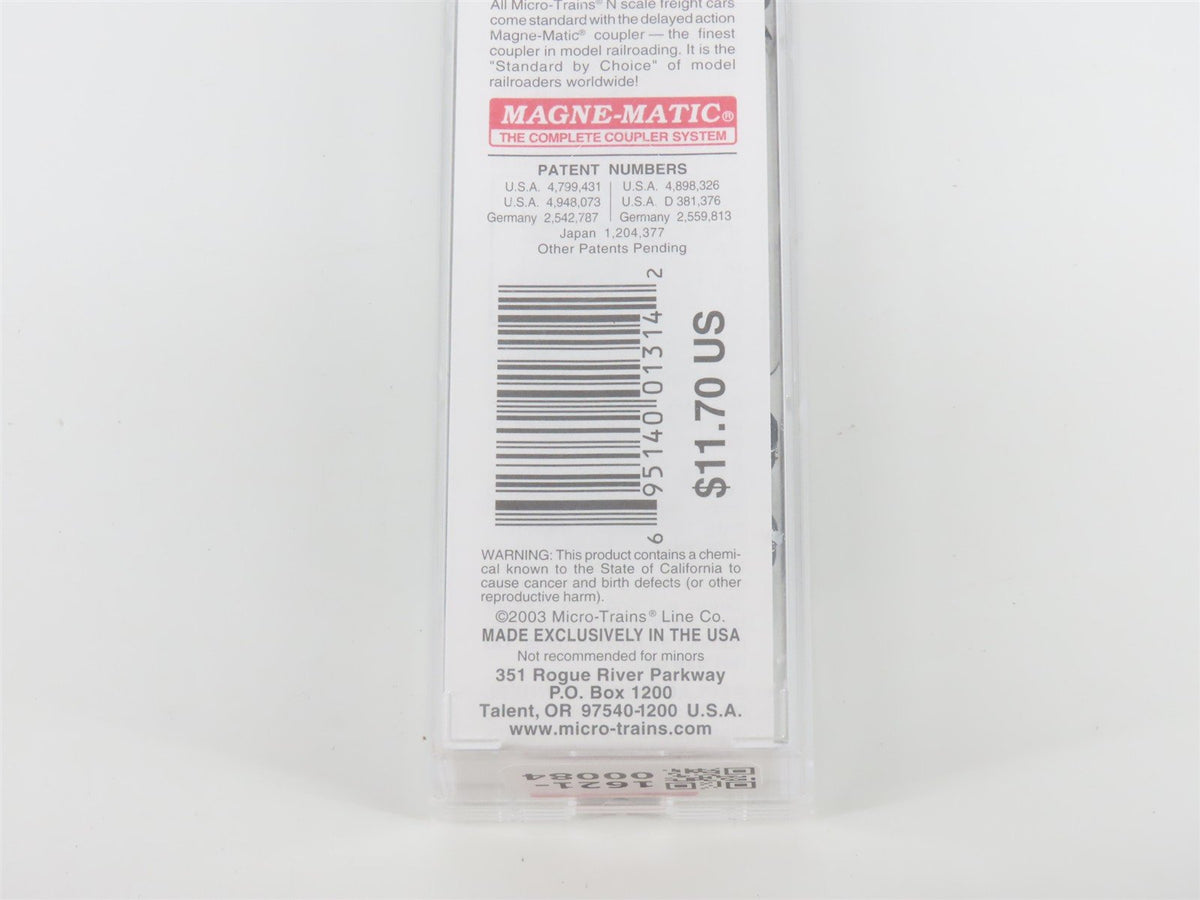 All Micro-Trains® N scale freight cars
come standard with the delayed action
Magne-Matic® coupler — the finest
coupler in model railroading. It is the
"Standard by Choice" of model
railroaders worldwide!
MAGNE-MATIC®
THE COMPLETE COUPLER SYSTEM
PATENT NUMBERS
U.S.A. 4,799,431 U.S.A. 4,898,326
U.S.A. 4,948,073 U.S.A. D 381,376
Germany 2,542,787 Germany 2,559,813
Japan 1,204,377
Other Patents Pending
6 95140 01314 2
$11.70 US
WARNING: This product contains a chemi-
cal known to the State of California to
cause cancer and birth defects (or other
reproductive harm).
©2003 Micro-Trains® Line Co.
MADE EXCLUSIVELY IN THE USA
Not recommended for minors
351 Rogue River Parkway
P.O. Box 1200
Talent, OR 97540-1200 U.S.A.
www.micro-trains.com
1621-
00084